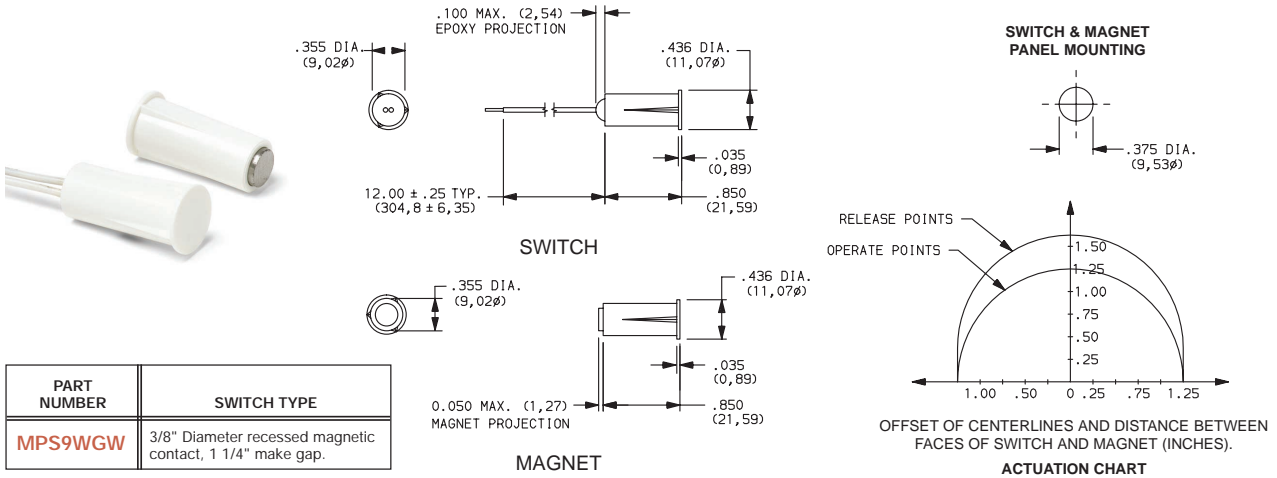 .100 MAX. (2,54)
EPOXY PROJECTION
.355 DIA.
(9,02ø)
.436 DIA.
(11,07ø)
.035
(0,89)
12.00 ± .25 TYP.
(304,8 ± 6,35)
.850
(21,59)
SWITCH
.355 DIA.
(9,02ø)
.436 DIA.
(11,07ø)
.035
(0,89)
0.050 MAX. (1,27)
MAGNET PROJECTION
.850
(21,59)
MAGNET
PART
NUMBER
SWITCH TYPE
MPS9WGW
3/8" Diameter recessed magnetic
contact, 1 1/4" make gap.
SWITCH & MAGNET
PANEL MOUNTING
.375 DIA.
(9,53ø)
RELEASE POINTS
OPERATE POINTS
1.50
1.25
1.00
.75
.50
.25
1.00 .50 0 .25 .75 1.25
OFFSET OF CENTERLINES AND DISTANCE BETWEEN
FACES OF SWITCH AND MAGNET (INCHES).
ACTUATION CHART